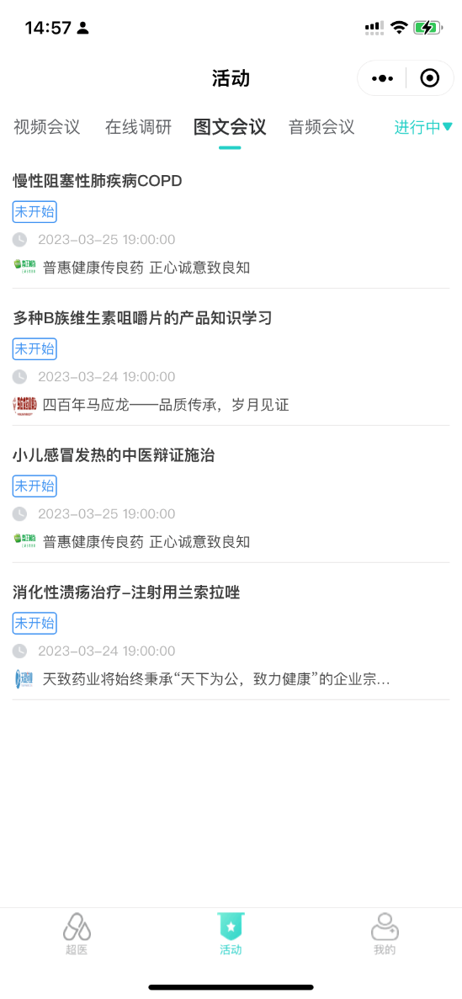 14:57
活动
视频会议 在线调研 图文会议 音频会议 进行中
慢性阻塞性肺疾病COPD
未开始
2023-03-25 19:00:00
普惠健康传良药 正心诚意致良知
多种B族维生素咀嚼片的产品知识学习
未开始
2023-03-24 19:00:00
四百年马应龙——品质传承，岁月见证
小儿感冒发热的中医辩证施治
未开始
2023-03-25 19:00:00
普惠健康传良药 正心诚意致良知
消化性溃疡治疗-注射用兰索拉唑
未开始
2023-03-24 19:00:00
天致药业将始终秉承“天下为公，致力健康”的企业宗...
超医 活动 我的